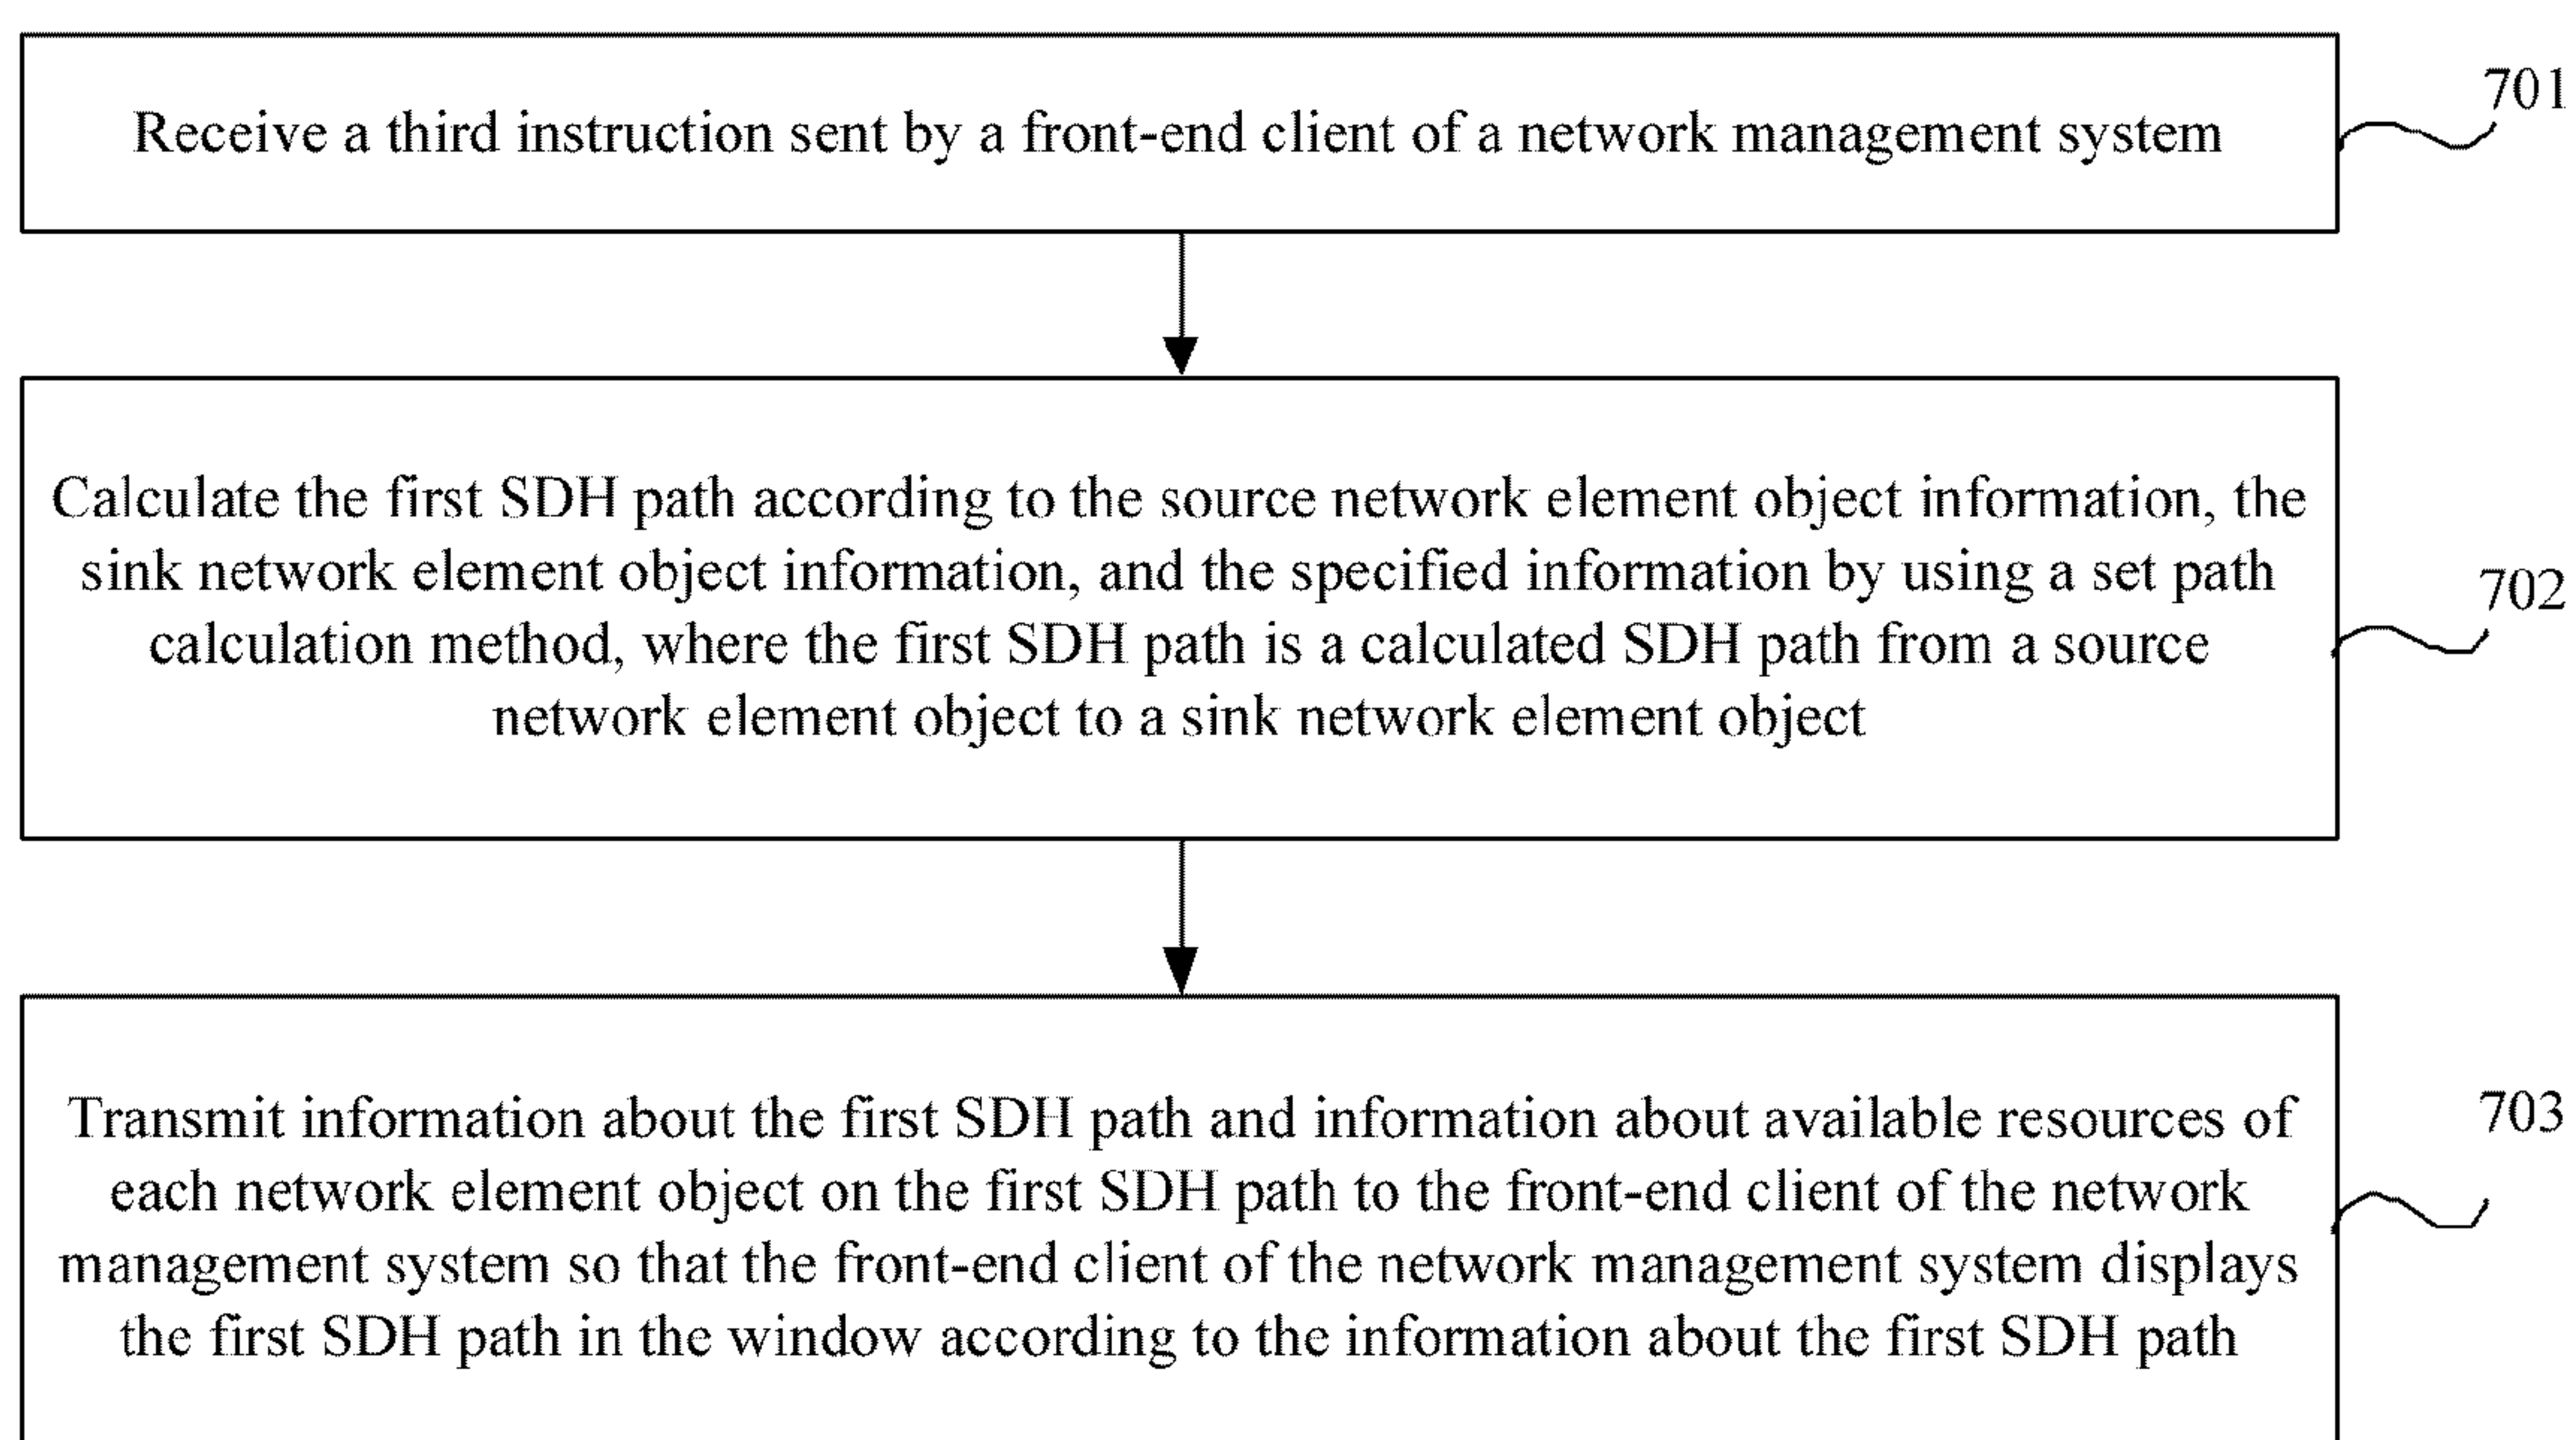 Receive a third instruction sent by a front-end client of a network management system
701
Calculate the first SDH path according to the source network element object information, the
sink network element object information, and the specified information by using a set path
calculation method, where the first SDH path is a calculated SDH path from a source
network element object to a sink network element object
702
Transmit information about the first SDH path and information about available resources of
each network element object on the first SDH path to the front-end client of the network
management system so that the front-end client of the network management system displays
the first SDH path in the window according to the information about the first SDH path
703